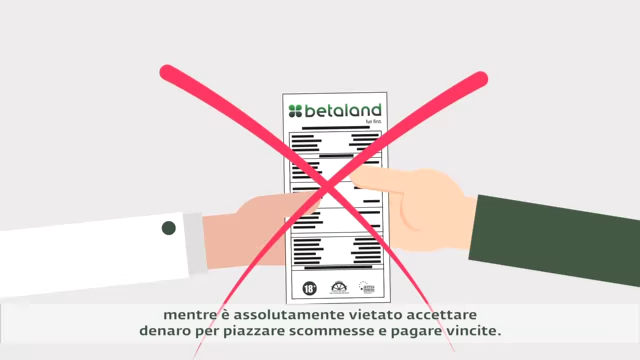 betaland
fun first.
18+
mentre è assolutamente vietato accettare
denaro per piazzare scommesse e pagare vincite.